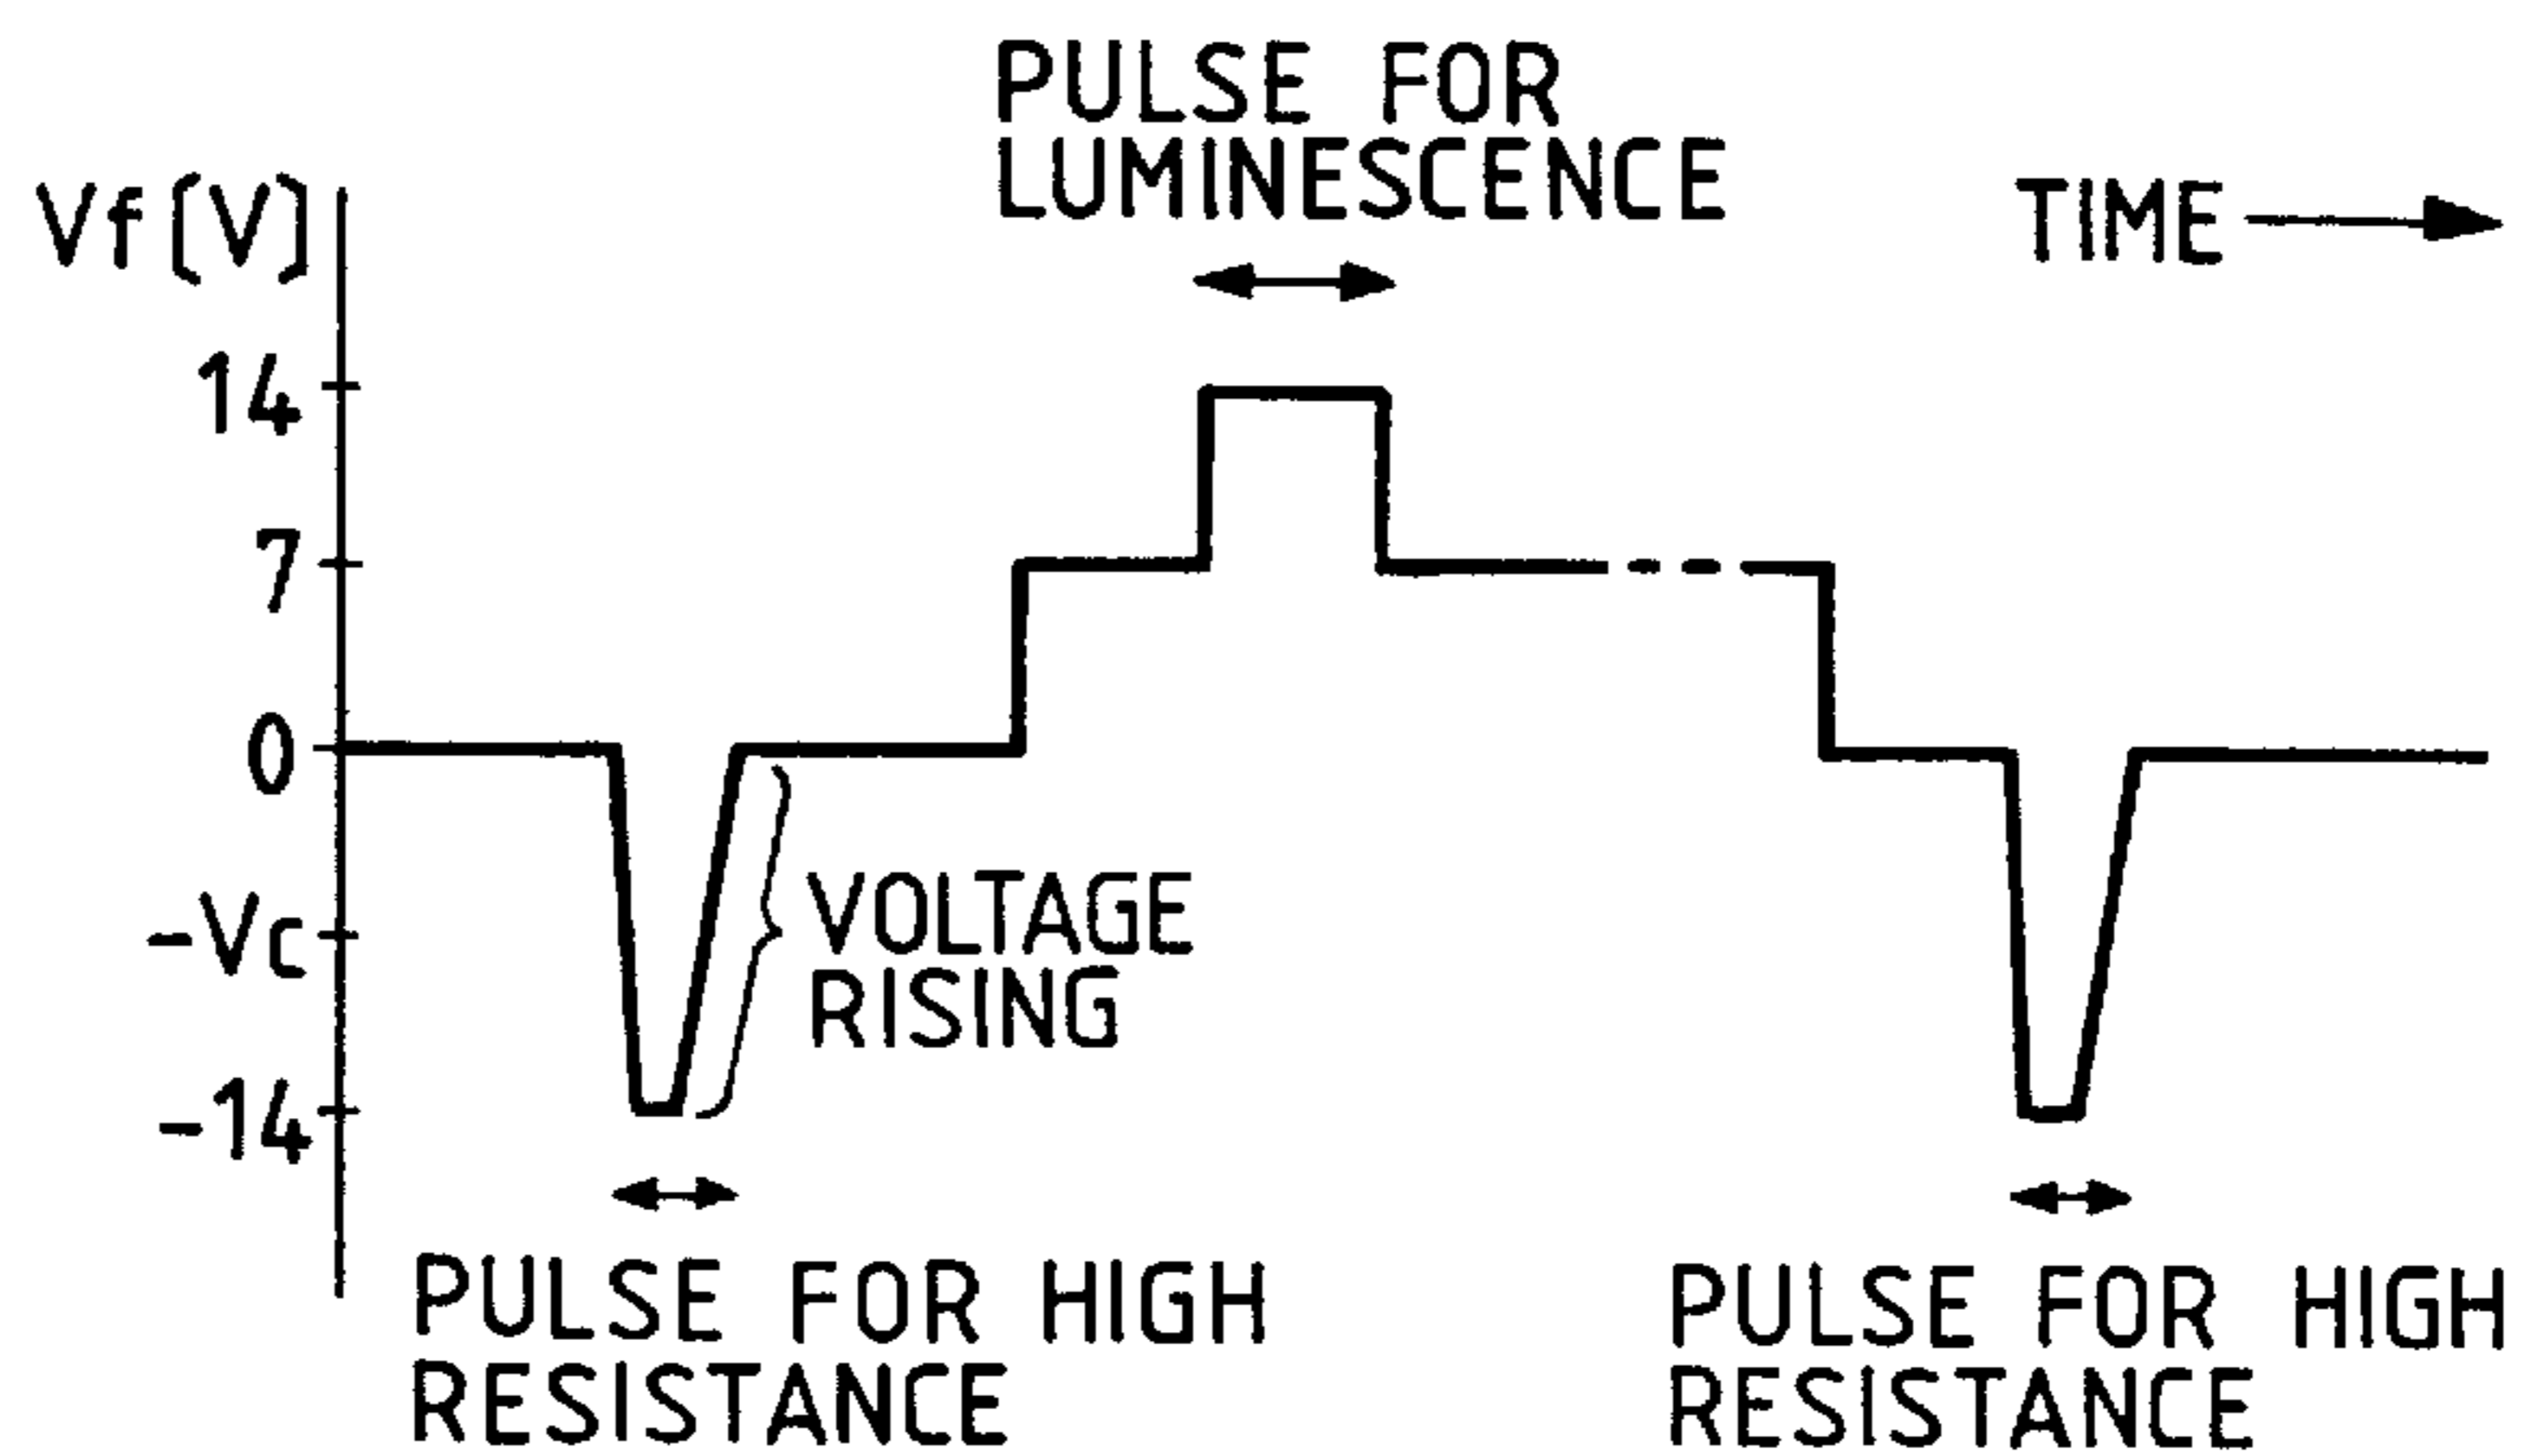 PULSE FOR
LUMINESCENCE
TIME
Vf (V)
14
7
0
-Vc
-14
VOLTAGE
RISING
PULSE FOR HIGH
RESISTANCE
PULSE FOR HIGH
RESISTANCE